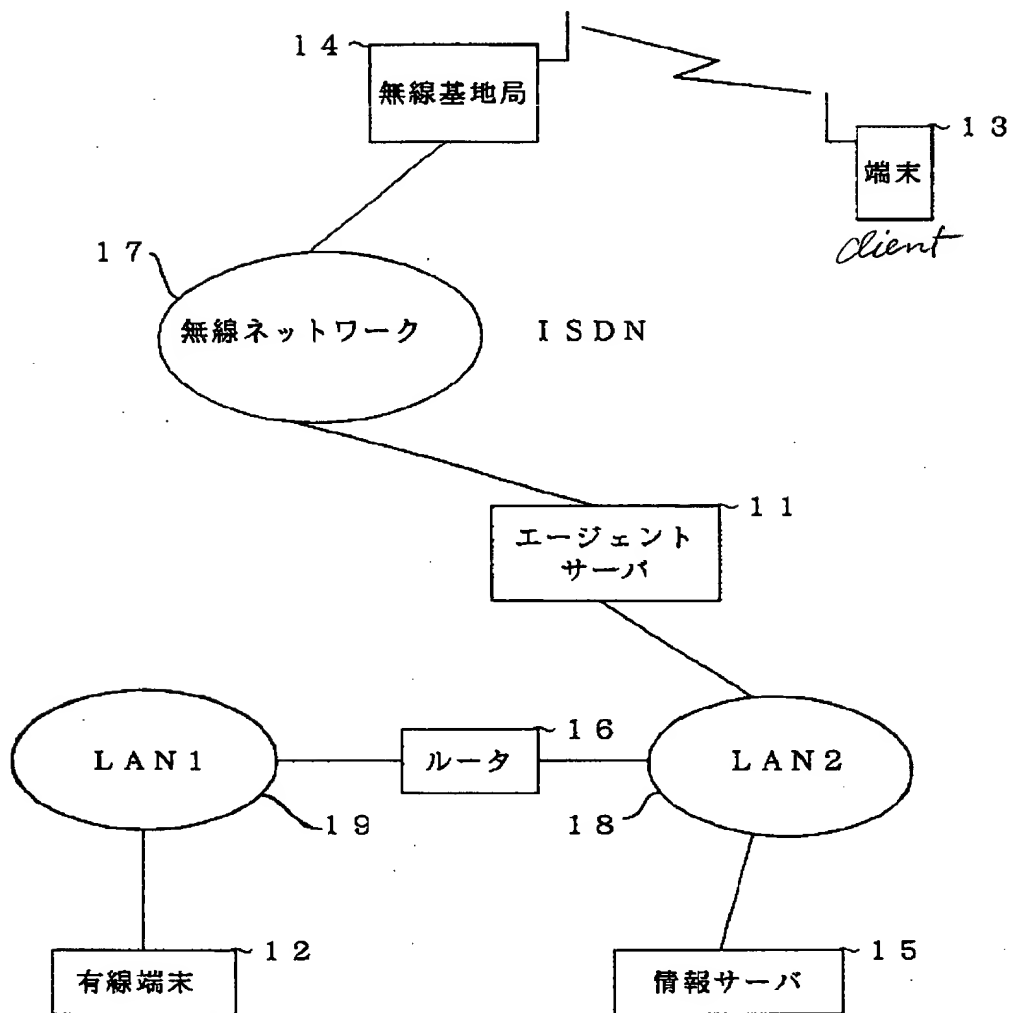 １４
無線基地局
１３
端末
client
１７
無線ネットワーク
ＩＳＤＮ
１１
エージェント
サーバ
１６
ＬＡＮ１
ルータ
ＬＡＮ２
１９
１８
１２
有線端末
１５
情報サーバ